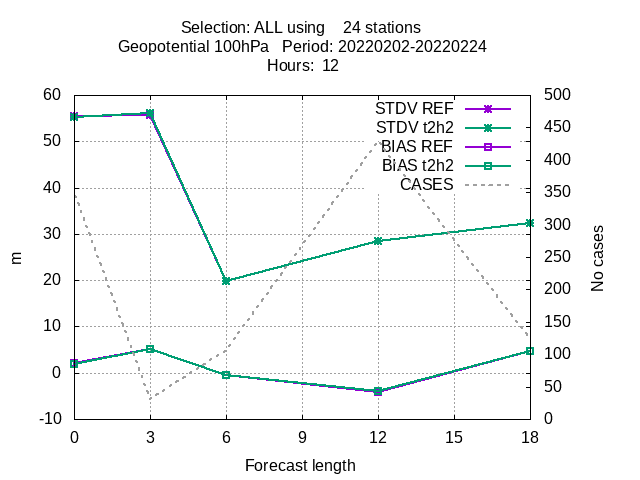 Selection: ALL using    24 stations
Geopotential 100hPa   Period: 20220202-20220224
Hours:  12
60
50
40
30
20
10
0
-10
500
450
400
350
300
250
200
150
100
50
0
STDV REF
STDV t2h2
BIAS REF
BIAS t2h2
CASES
m
No cases
0 3 6 9 12 15 18
Forecast length